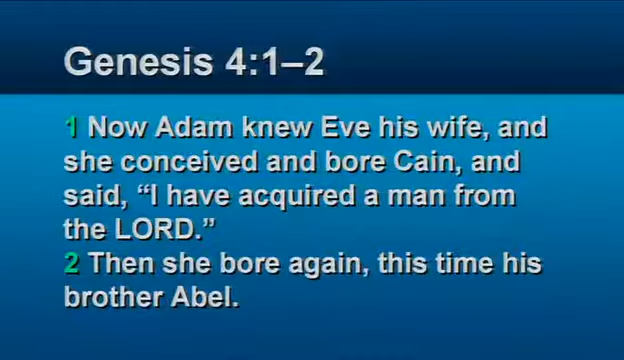 Genesis 4:1–2
1 Now Adam knew Eve his wife, and
she conceived and bore Cain, and
said, “I have acquired a man from
the LORD.”
2 Then she bore again, this time his
brother Abel.